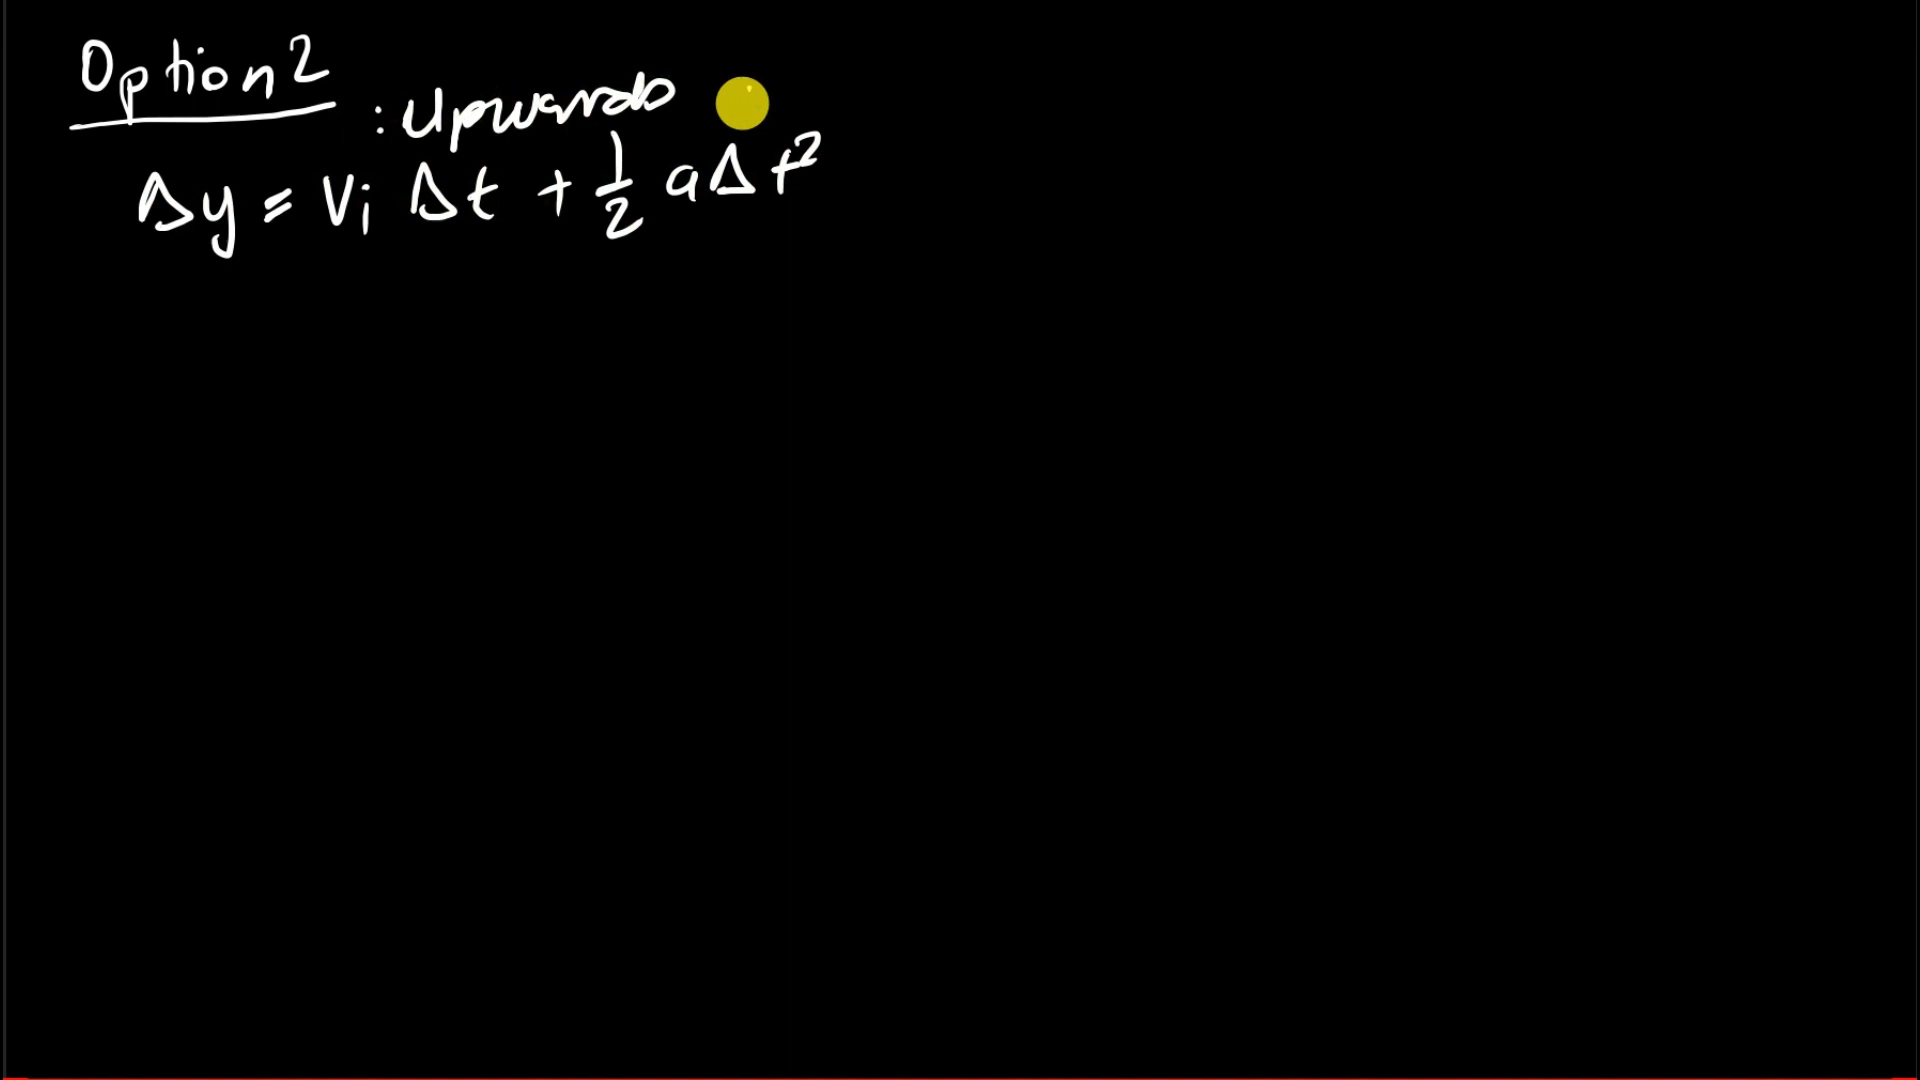 Option 2
: Upwards
Δy = Vi Δt + 1/2 aΔt²